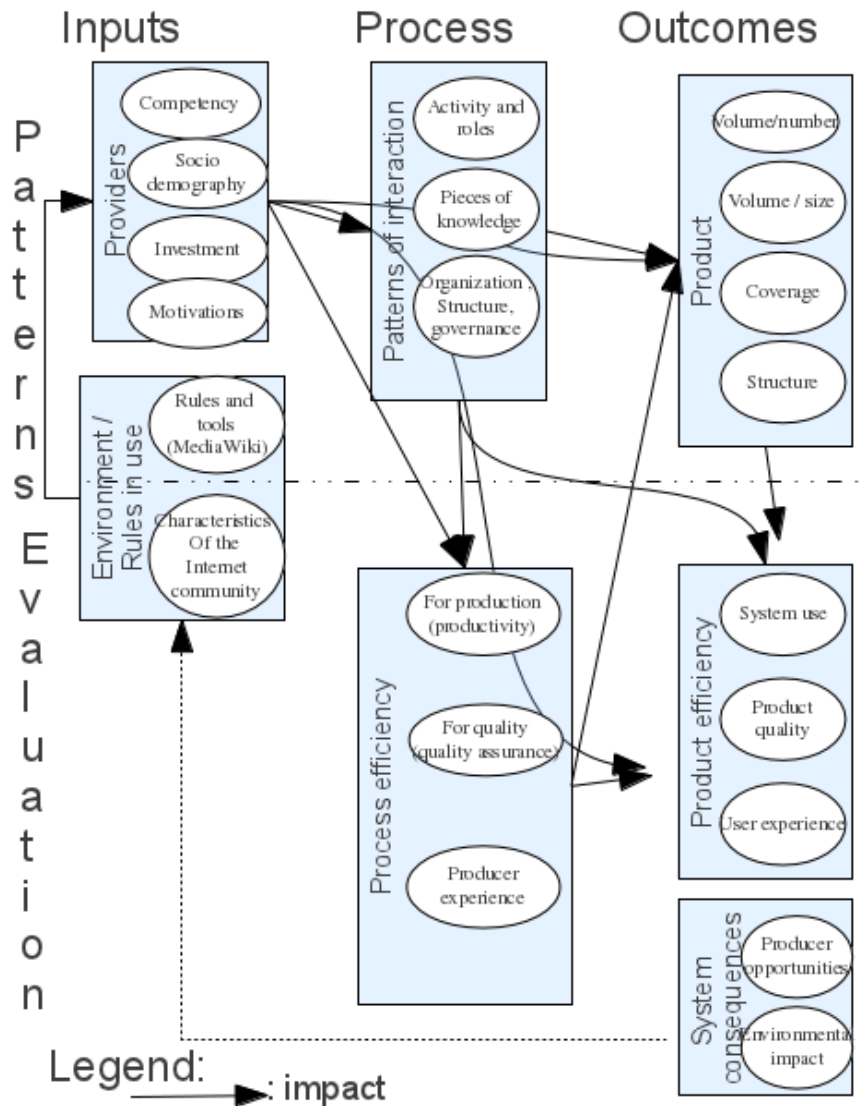 Inputs Process Outcomes
Patterns
Evaluation
Providers
Competency
Socio
demography
Investment
Motivations
Environment /
Rules in use
Rules and
tools
(MediaWiki)
Characteristics
Of the
Internet
community
Patterns of interaction
Activity and
roles
Pieces of
knowledge
Organization ,
Structure,
governance
Process efficiency
For production
(productivity)
For quality
(quality assurance)
Producer
experience
Product
Volume/number
Volume / size
Coverage
Structure
Product efficiency
System use
Product
quality
User experience
System
consequences
Producer
opportunities
Environmental
impact
Legend:
: impact